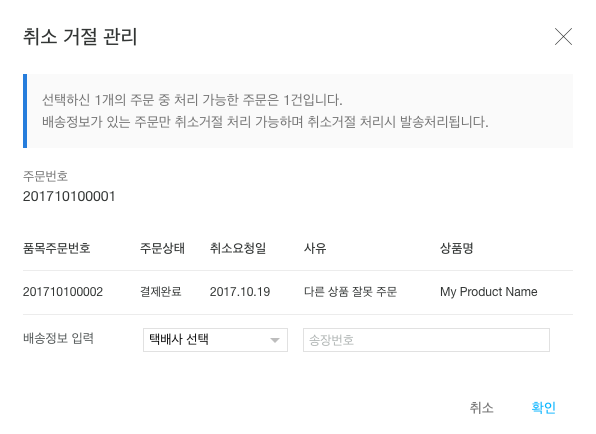 취소 거절 관리
선택하신 1개의 주문 중 처리 가능한 주문은 1건입니다.
배송정보가 있는 주문만 취소거절 처리 가능하며 취소거절 처리시 발송처리됩니다.
주문번호
201710100001
품목주문번호 주문상태 취소요청일 사유 상품명
201710100002 결제완료 2017.10.19 다른 상품 잘못 주문 My Product Name
배송정보 입력 택배사 선택 송장번호
취소 확인